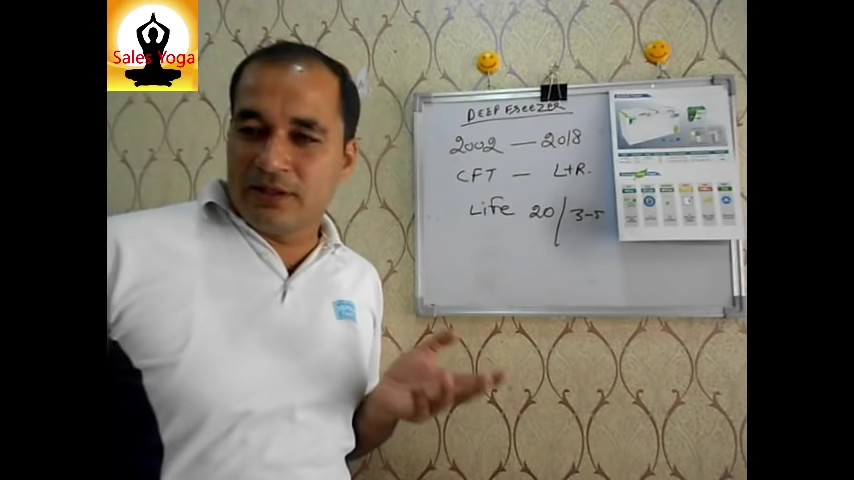 Sales Yoga
DEEP FREEZER
2002 — 2018
CFT — LTR.
Life 20/3-5